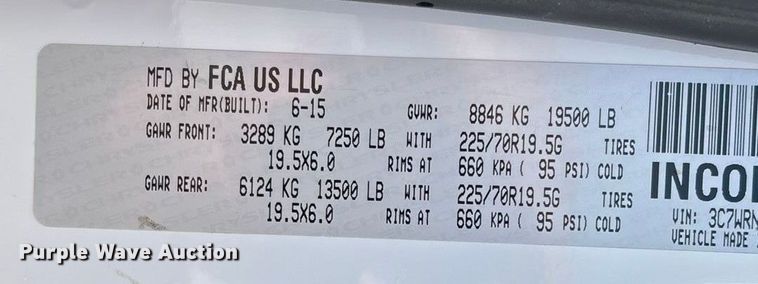 MFD BY FCA US LLC
DATE OF MFR(BUILT): 6-15 GVWR: 8846 KG 19500 LB
GAWR FRONT: 3289 KG 7250 LB WITH 225/70R19.5G TIRES
19.5X6.0 RIMS AT 660 KPA ( 95 PSI) COLD
GAWR REAR: 6124 KG 13500 LB WITH 225/70R19.5G TIRES
19.5X6.0 RIMS AT 660 KPA ( 95 PSI) COLD
INCO
VIN: 3C7WRN
VEHICLE MADE
Purple Wave Auction